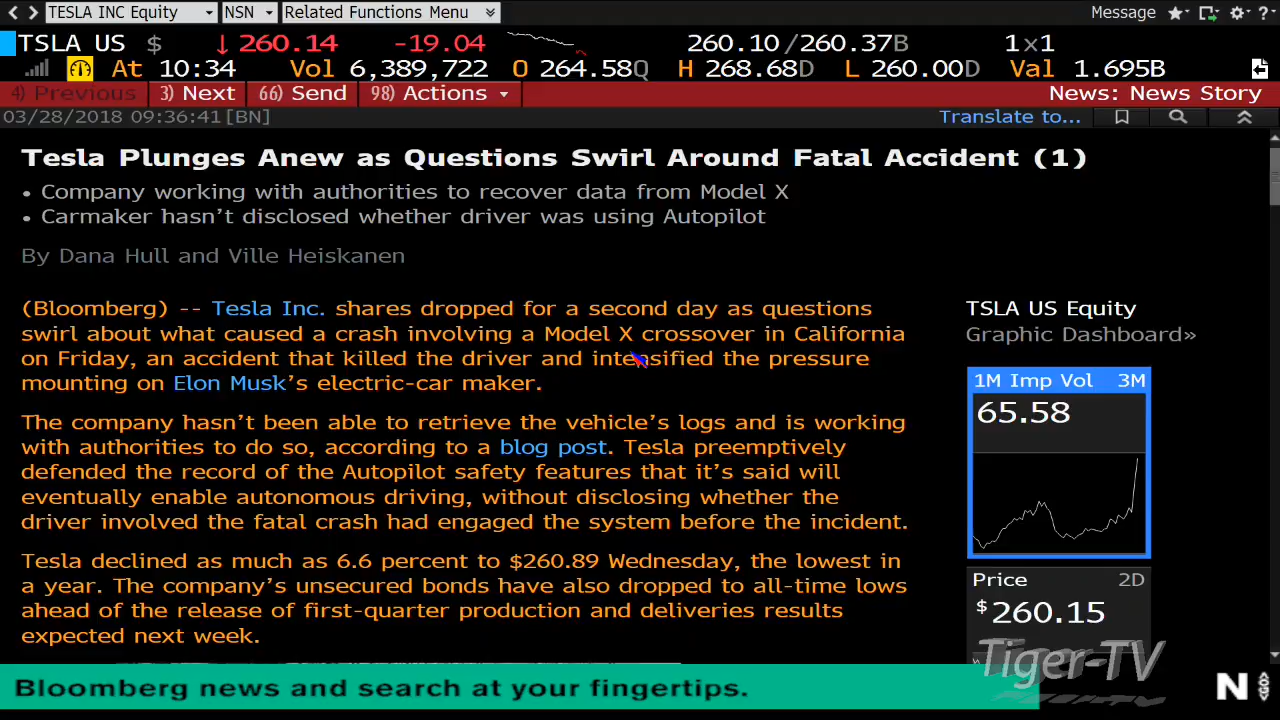 TESLA INC Equity NSN Related Functions Menu Message
TSLA US $ ↓260.14 -19.04 260.10/260.37B 1x1
At 10:34 Vol 6,389,722 O 264.58Q H 268.68D L 260.00D Val 1.695B
4) Previous 3) Next 66) Send 98) Actions News: News Story
03/28/2018 09:36:41[BN] Translate to...
Tesla Plunges Anew as Questions Swirl Around Fatal Accident (1)
• Company working with authorities to recover data from Model X
• Carmaker hasn't disclosed whether driver was using Autopilot
By Dana Hull and Ville Heiskanen
(Bloomberg) -- Tesla Inc. shares dropped for a second day as questions
swirl about what caused a crash involving a Model X crossover in California
on Friday, an accident that killed the driver and intensified the pressure
mounting on Elon Musk's electric-car maker.
The company hasn't been able to retrieve the vehicle's logs and is working
with authorities to do so, according to a blog post. Tesla preemptively
defended the record of the Autopilot safety features that it's said will
eventually enable autonomous driving, without disclosing whether the
driver involved the fatal crash had engaged the system before the incident.
Tesla declined as much as 6.6 percent to $260.89 Wednesday, the lowest in
a year. The company's unsecured bonds have also dropped to all-time lows
ahead of the release of first-quarter production and deliveries results
expected next week.
TSLA US Equity
Graphic Dashboard»
1M Imp Vol 3M
65.58
Price 2D
$260.15
Tiger-TV
Bloomberg news and search at your fingertips.
N